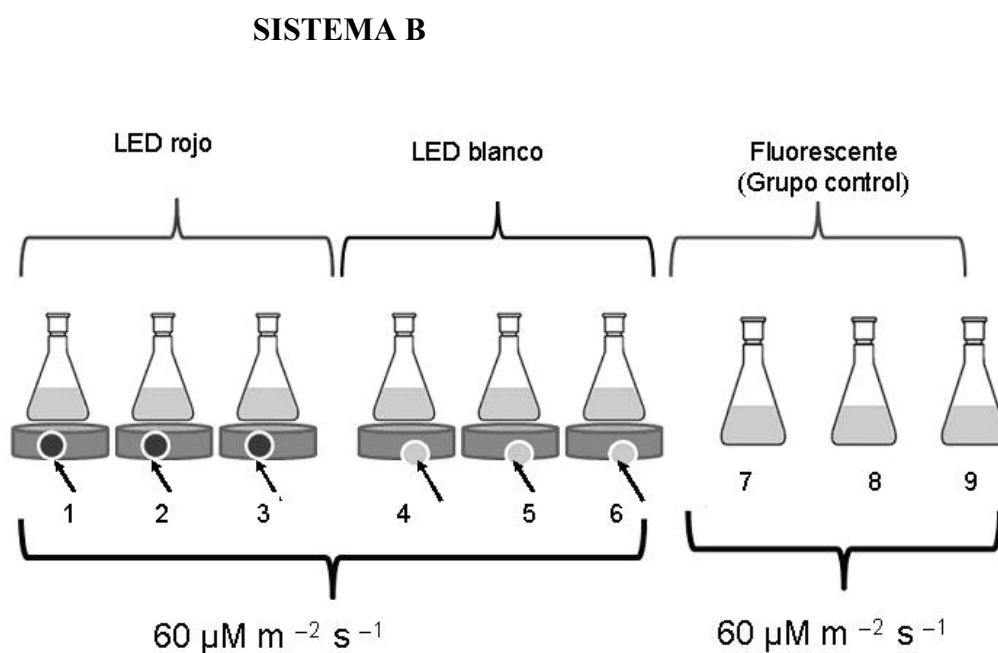 SISTEMA B
LED rojo
LED blanco
Fluorescente
(Grupo control)
1 2 3 4 5 6 7 8 9
60 µM m ⁻² s ⁻¹
60 µM m ⁻² s ⁻¹